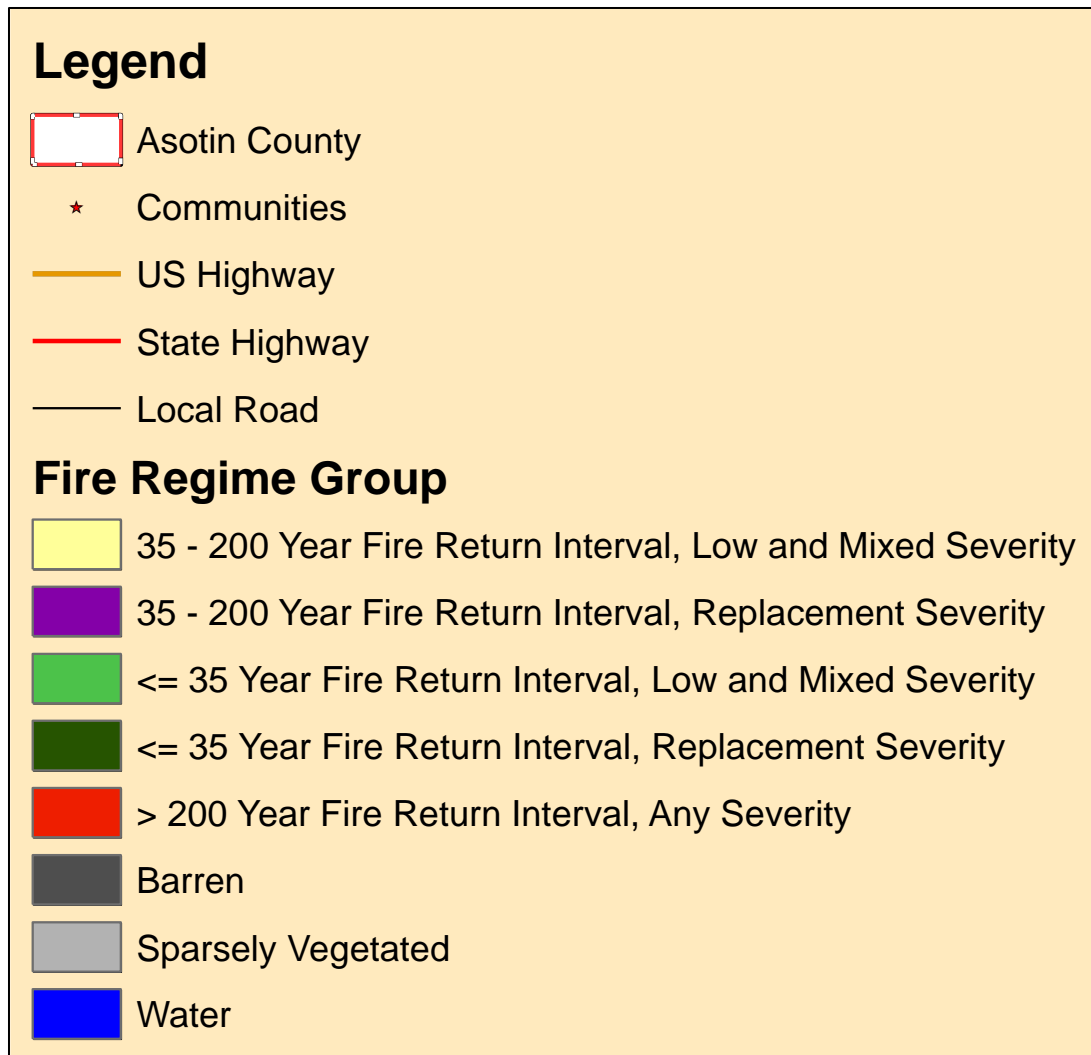 Legend
Asotin County
Communities
US Highway
State Highway
Local Road
Fire Regime Group
35 - 200 Year Fire Return Interval, Low and Mixed Severity
35 - 200 Year Fire Return Interval, Replacement Severity
<= 35 Year Fire Return Interval, Low and Mixed Severity
<= 35 Year Fire Return Interval, Replacement Severity
> 200 Year Fire Return Interval, Any Severity
Barren
Sparsely Vegetated
Water